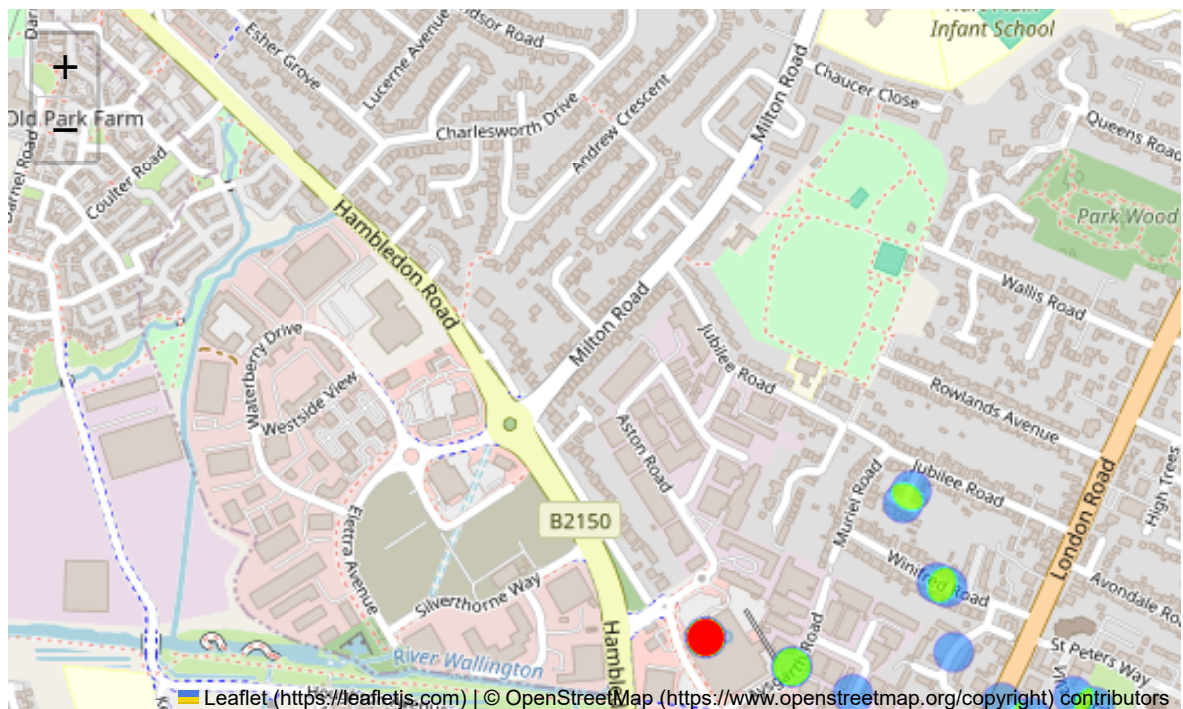 Infant School
Esher Grove
Lucerne Avenue
Road
Milton Road
Chaucer Close
+
Old Park Farm
−
Coulter Road
Charlesworth Drive
Andrew Crescent
Queens Road
Park Wood
Hambledon Road
Wallis Road
Milton Road
Jubilee Road
Waterberry Drive
Westside View
Rowlands Avenue
Aston Road
Muriel Road
Jubilee Road
High Trees
London Road
B2150
Elettra Avenue
Silverthorne Way
Winifred Road
Avondale
St Peters Way
River Wallington
Road
Leaflet (https://leafletjs.com) | © OpenStreetMap (https://www.openstreetmap.org/copyright) contributors